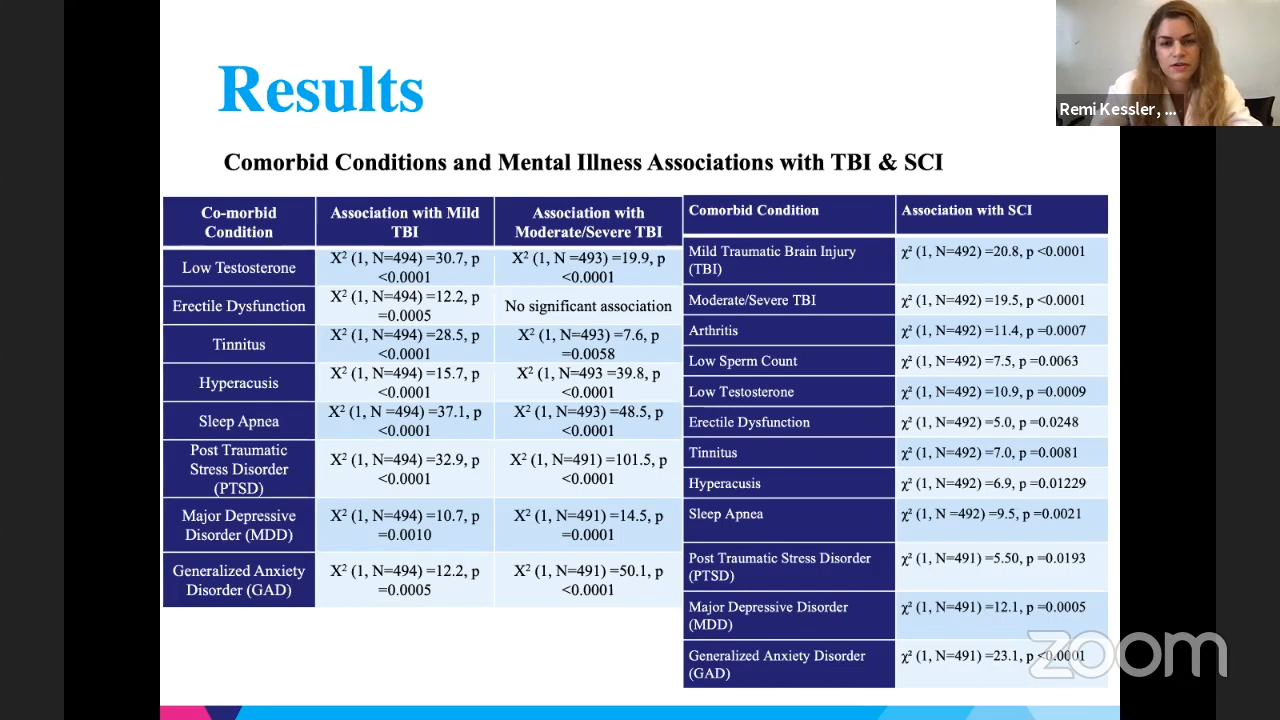 Results
Remi Kessler, ...
Comorbid Conditions and Mental Illness Associations with TBI & SCI
Co-morbid
Condition
Association with Mild
TBI
Association with
Moderate/Severe TBI
Low Testosterone
X² (1, N=494) =30.7, p
<0.0001
X² (1, N =493) =19.9, p
<0.0001
Erectile Dysfunction
X² (1, N=494) =12.2, p
=0.0005
No significant association
Tinnitus
X² (1, N=494) =28.5, p
<0.0001
X² (1, N=493) =7.6, p
=0.0058
Hyperacusis
X² (1, N=494) =15.7, p
<0.0001
X² (1, N=493 =39.8, p
<0.0001
Sleep Apnea
X² (1, N =494) =37.1, p
<0.0001
X² (1, N=493) =48.5, p
<0.0001
Post Traumatic
Stress Disorder
(PTSD)
X² (1, N=494) =32.9, p
<0.0001
X² (1, N=491) =101.5, p
<0.0001
Major Depressive
Disorder (MDD)
X² (1, N=494) =10.7, p
=0.0010
X² (1, N=491) =14.5, p
=0.0001
Generalized Anxiety
Disorder (GAD)
X² (1, N=494) =12.2, p
=0.0005
X² (1, N=491) =50.1, p
<0.0001
Comorbid Condition
Association with SCI
Mild Traumatic Brain Injury
(TBI)
χ² (1, N=492) =20.8, p <0.0001
Moderate/Severe TBI
χ² (1, N=492) =19.5, p <0.0001
Arthritis
χ² (1, N=492) =11.4, p =0.0007
Low Sperm Count
χ² (1, N=492) =7.5, p =0.0063
Low Testosterone
χ² (1, N=492) =10.9, p =0.0009
Erectile Dysfunction
χ² (1, N=492) =5.0, p =0.0248
Tinnitus
χ² (1, N=492) =7.0, p =0.0081
Hyperacusis
χ² (1, N=492) =6.9, p =0.01229
Sleep Apnea
χ² (1, N =492) =9.5, p =0.0021
Post Traumatic Stress Disorder
(PTSD)
χ² (1, N=491) =5.50, p =0.0193
Major Depressive Disorder
(MDD)
χ² (1, N=491) =12.1, p =0.0005
Generalized Anxiety Disorder
(GAD)
χ² (1, N=491) =23.1, p <0.0001
zoom